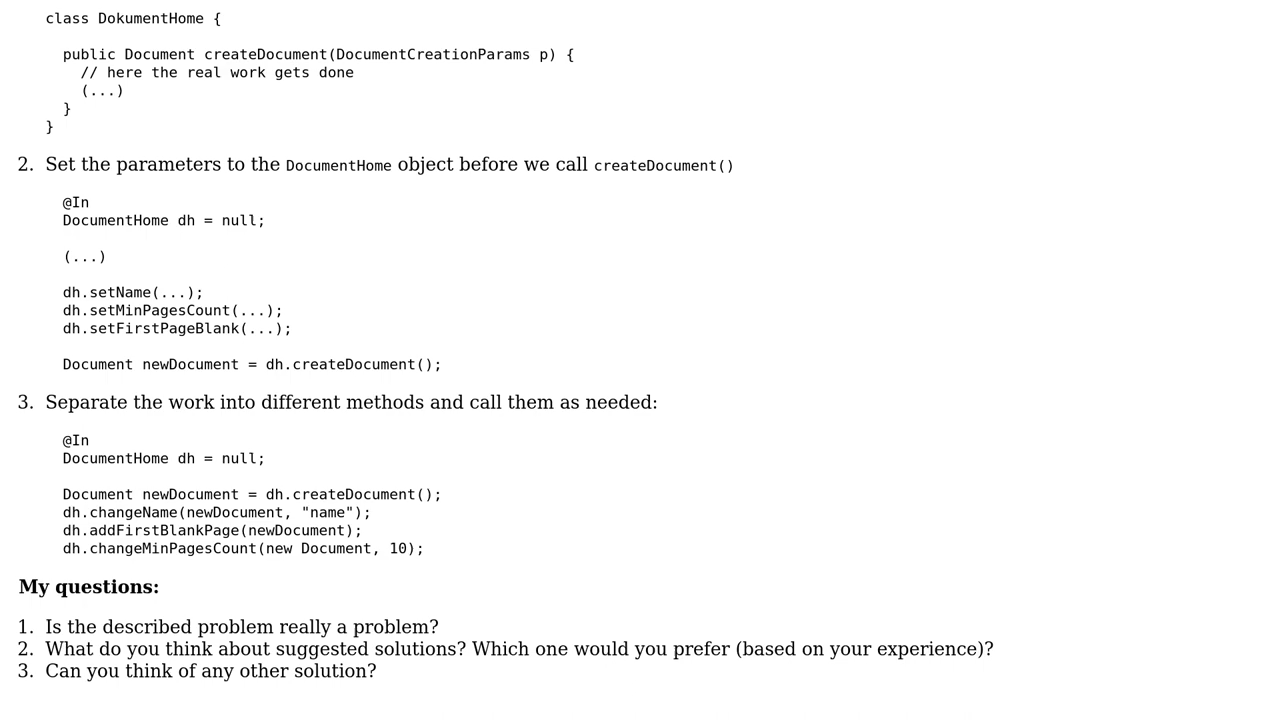 class DokumentHome {
public Document createDocument(DocumentCreationParams p) {
// here the real work gets done
(...)
}
}
2. Set the parameters to the DocumentHome object before we call createDocument()
@In
DocumentHome dh = null;
(...)
dh.setName(...);
dh.setMinPagesCount(...);
dh.setFirstPageBlank(...);
Document newDocument = dh.createDocument();
3. Separate the work into different methods and call them as needed:
@In
DocumentHome dh = null;
Document newDocument = dh.createDocument();
dh.changeName(newDocument, "name");
dh.addFirstBlankPage(newDocument);
dh.changeMinPagesCount(new Document, 10);
My questions:
1. Is the described problem really a problem?
2. What do you think about suggested solutions? Which one would you prefer (based on your experience)?
3. Can you think of any other solution?